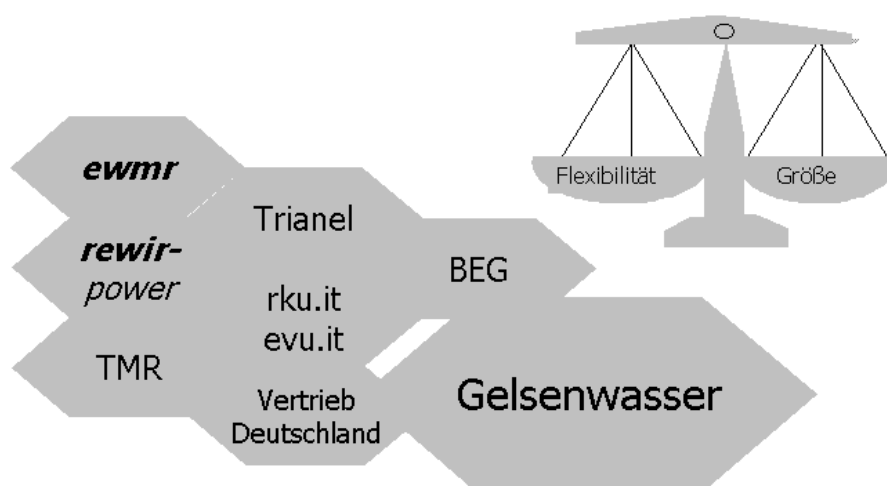 Flexibilität
Größe
ewmr
rewir-
power
TMR
Trianel
rku.it
evu.it
Vertrieb
Deutschland
BEG
Gelsenwasser